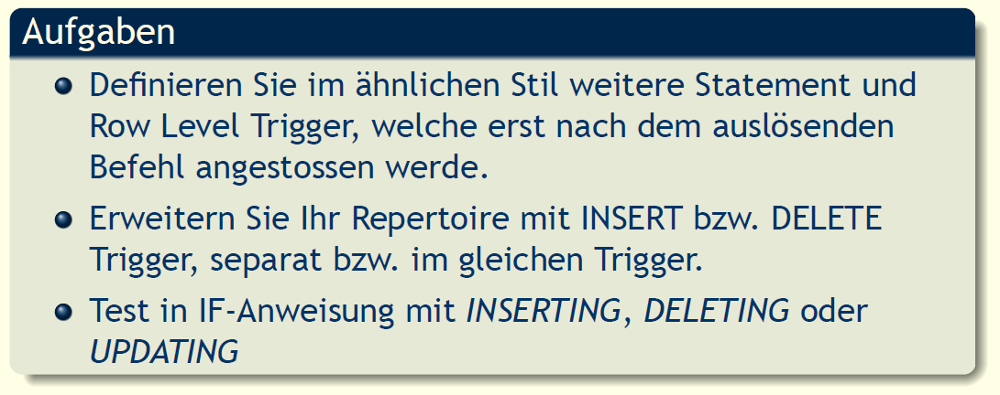 Aufgaben
Definieren Sie im ähnlichen Stil weitere Statement und
Row Level Trigger, welche erst nach dem auslösenden
Befehl angestossen werde.
Erweitern Sie Ihr Repertoire mit INSERT bzw. DELETE
Trigger, separat bzw. im gleichen Trigger.
Test in IF-Anweisung mit INSERTING, DELETING oder
UPDATING